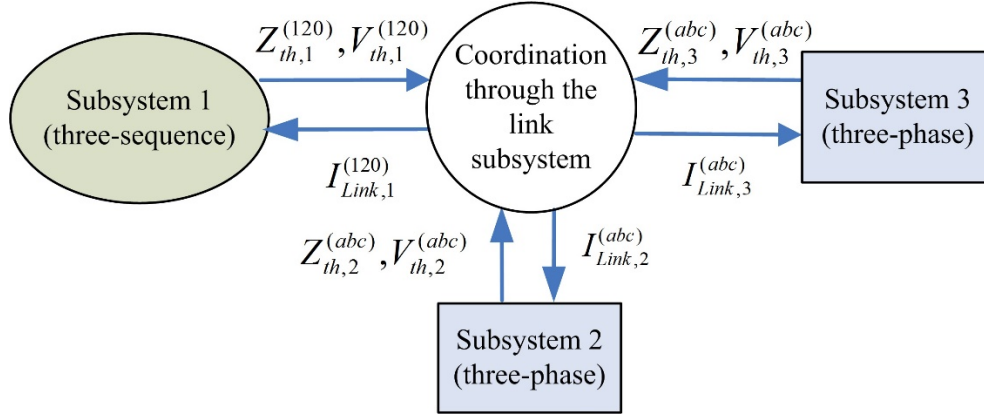 Z_{th,1}^{(120)}, V_{th,1}^{(120)}
Subsystem 1
(three-sequence)
I_{Link,1}^{(120)}
Coordination
through the
link
subsystem
Z_{th,3}^{(abc)}, V_{th,3}^{(abc)}
Subsystem 3
(three-phase)
I_{Link,3}^{(abc)}
Z_{th,2}^{(abc)}, V_{th,2}^{(abc)}
I_{Link,2}^{(abc)}
Subsystem 2
(three-phase)